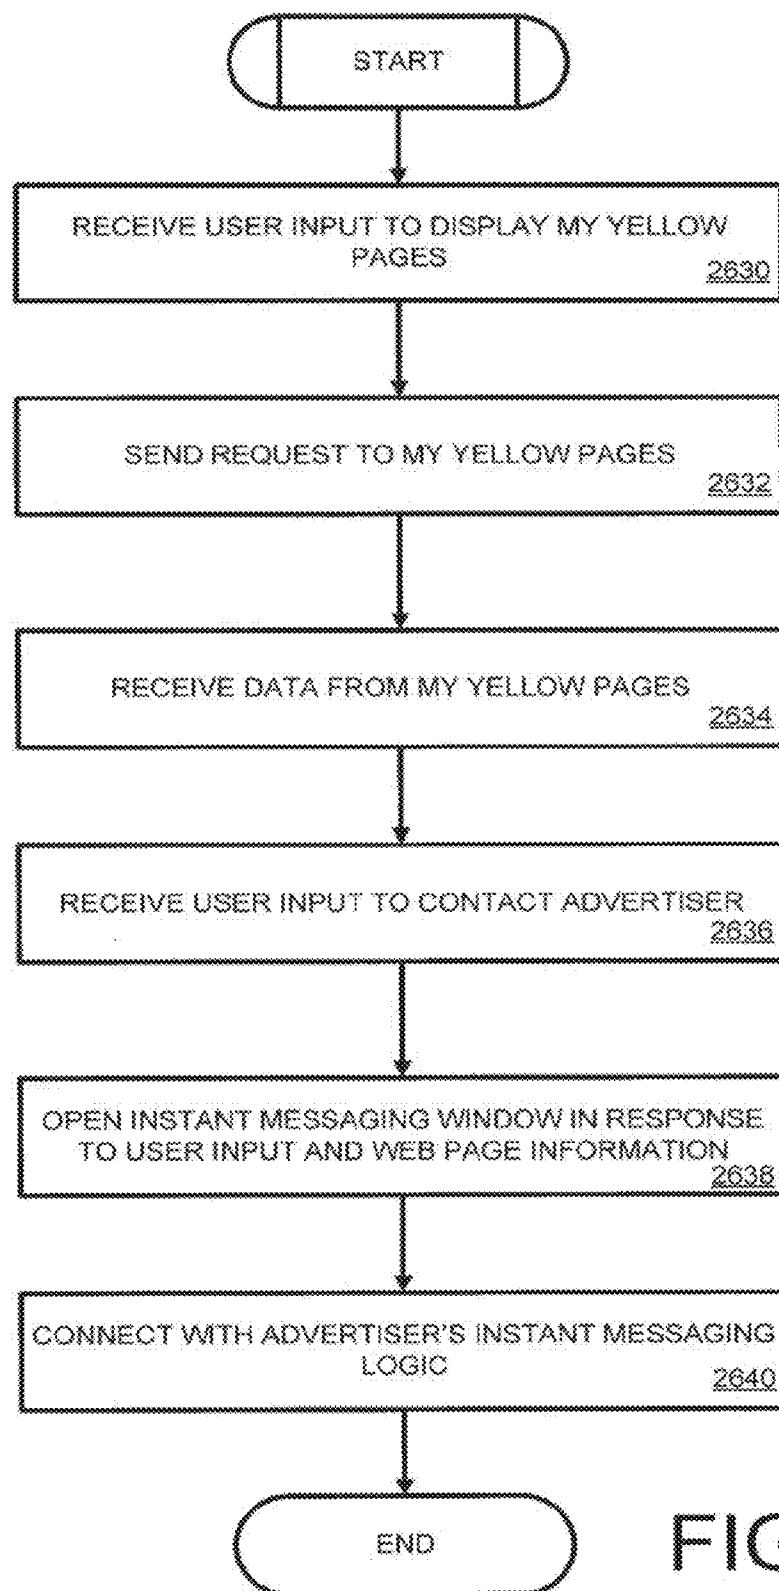 START
RECEIVE USER INPUT TO DISPLAY MY YELLOW
PAGES
2630
SEND REQUEST TO MY YELLOW PAGES
2632
RECEIVE DATA FROM MY YELLOW PAGES
2634
RECEIVE USER INPUT TO CONTACT ADVERTISER
2636
OPEN INSTANT MESSAGING WINDOW IN RESPONSE
TO USER INPUT AND WEB PAGE INFORMATION
2638
CONNECT WITH ADVERTISER'S INSTANT MESSAGING
LOGIC
2640
END
FIG